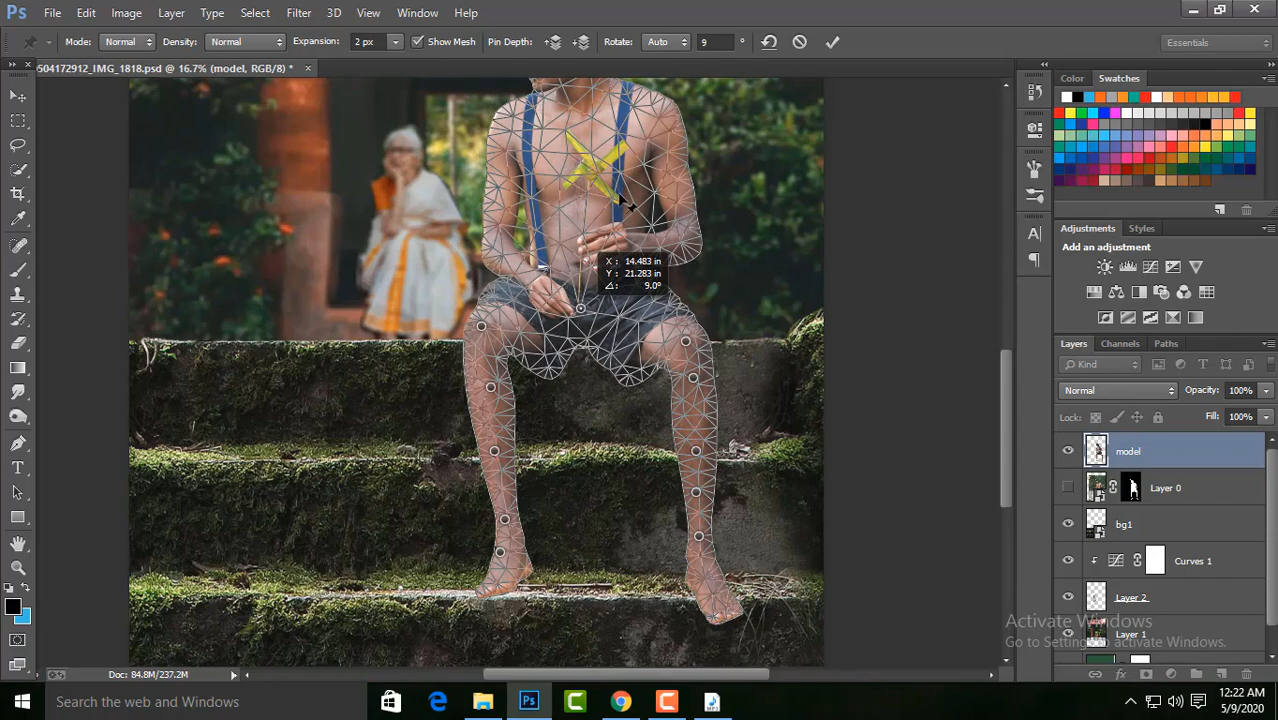 Ps File Edit Image Layer Type Select Filter 3D View Window Help
Mode: Normal Density: Normal Expansion: 2 px Show Mesh Pin Depth: Rotate: Auto 9 ° Essentials
504172912_IMG_1818.psd @ 16.7% (model, RGB/8) * ×
Color Swatches
Adjustments Styles
Add an adjustment
X : 14.483 in
Y : 21.283 in
9.0°
Layers Channels Paths
Kind
Normal Opacity: 100%
Lock: Fill: 100%
model
Layer 0
bg1
Curves 1
Layer 2
Layer 1
Activate Windows
Go to Settings to activate Windows.
Doc: 84.8M/237.2M
Search the web and Windows
12:22 AM
5/9/2020